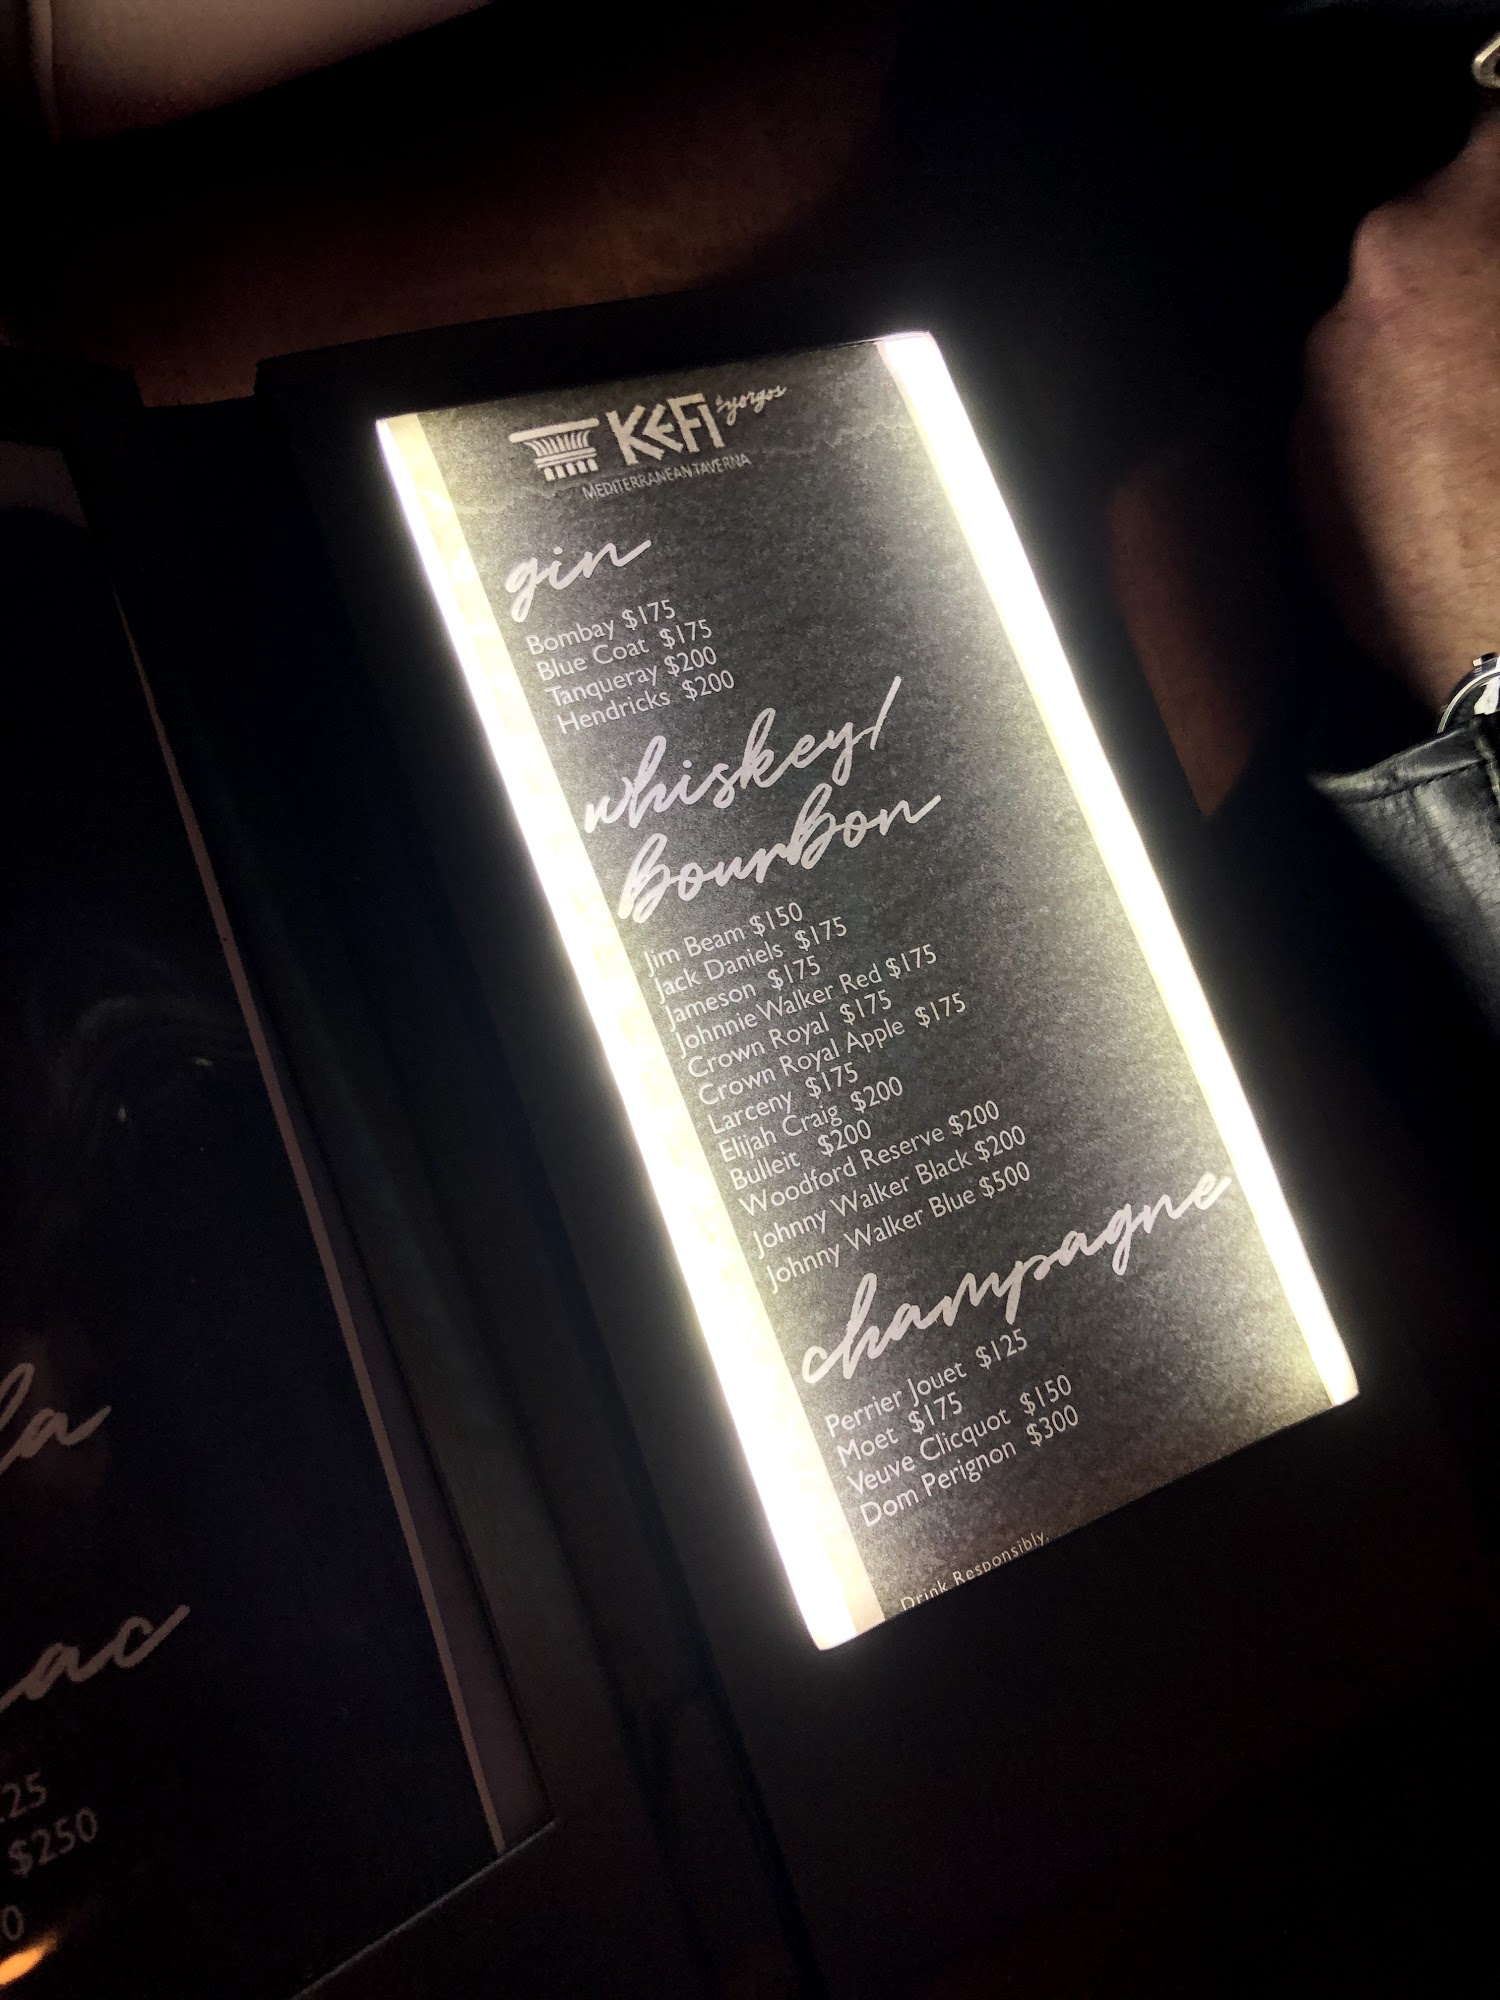 KEFI
by yorgos
MEDITERRANEAN TAVERNA
gin
Bombay $175
Blue Coat $175
Tanqueray $200
Hendricks $200
whiskey/
Bourbon
Jim Beam $150
Jack Daniels $175
Jameson $175
Johnnie Walker Red $175
Crown Royal $175
Crown Royal Apple $175
Larceny $175
Elijah Craig $200
Bulleit $200
Woodford Reserve $200
Johnny Walker Black $200
Johnny Walker Blue $500
champagne
Perrier Jouet $125
Moet $175
Veuve Clicquot $150
Dom Perignon $300
Drink Responsibly.
$250